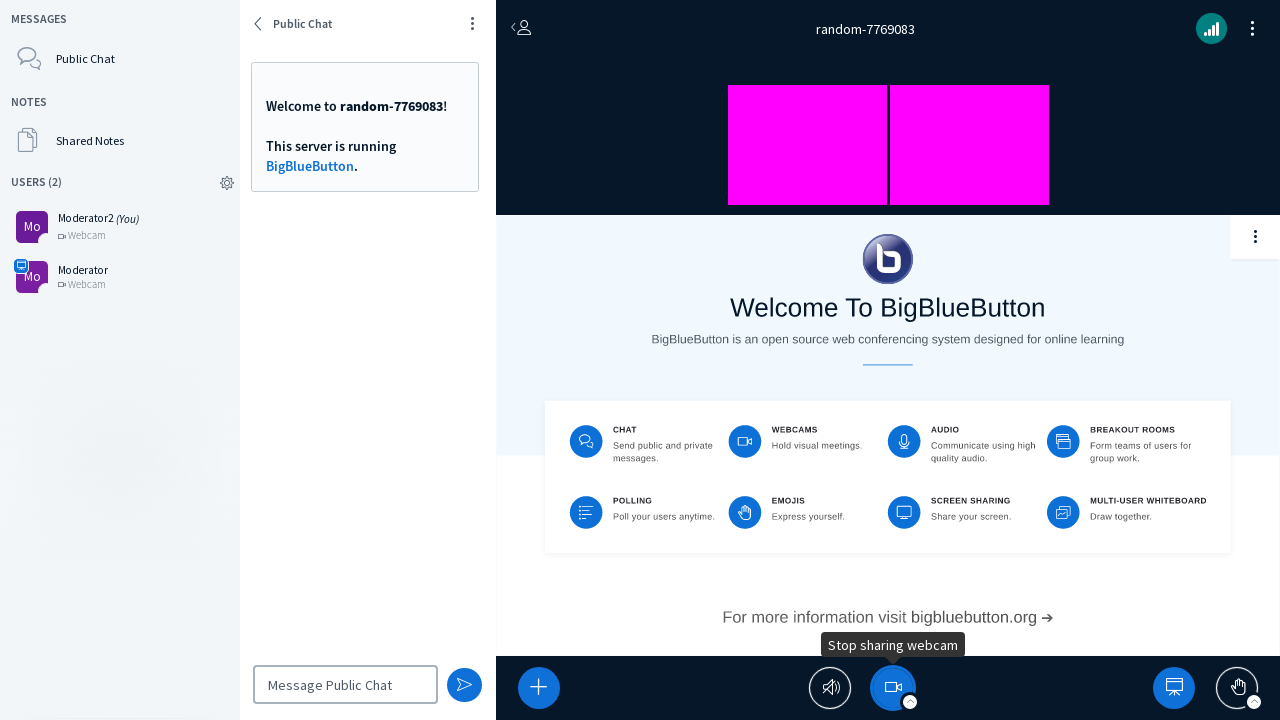 MESSAGES
Public Chat
NOTES
Shared Notes
USERS (2)
Mo
Moderator2 (You)
Webcam
Mo
Moderator
Webcam
Public Chat
Welcome to random-7769083!
This server is running
BigBlueButton.
Message Public Chat
random-7769083
b
Welcome To BigBlueButton
BigBlueButton is an open source web conferencing system designed for online learning
CHAT
Send public and private
messages.
WEBCAMS
Hold visual meetings.
AUDIO
Communicate using high
quality audio.
BREAKOUT ROOMS
Form teams of users for
group work.
POLLING
Poll your users anytime.
EMOJIS
Express yourself.
SCREEN SHARING
Share your screen.
MULTI-USER WHITEBOARD
Draw together.
For more information visit bigbluebutton.org ➔
Stop sharing webcam